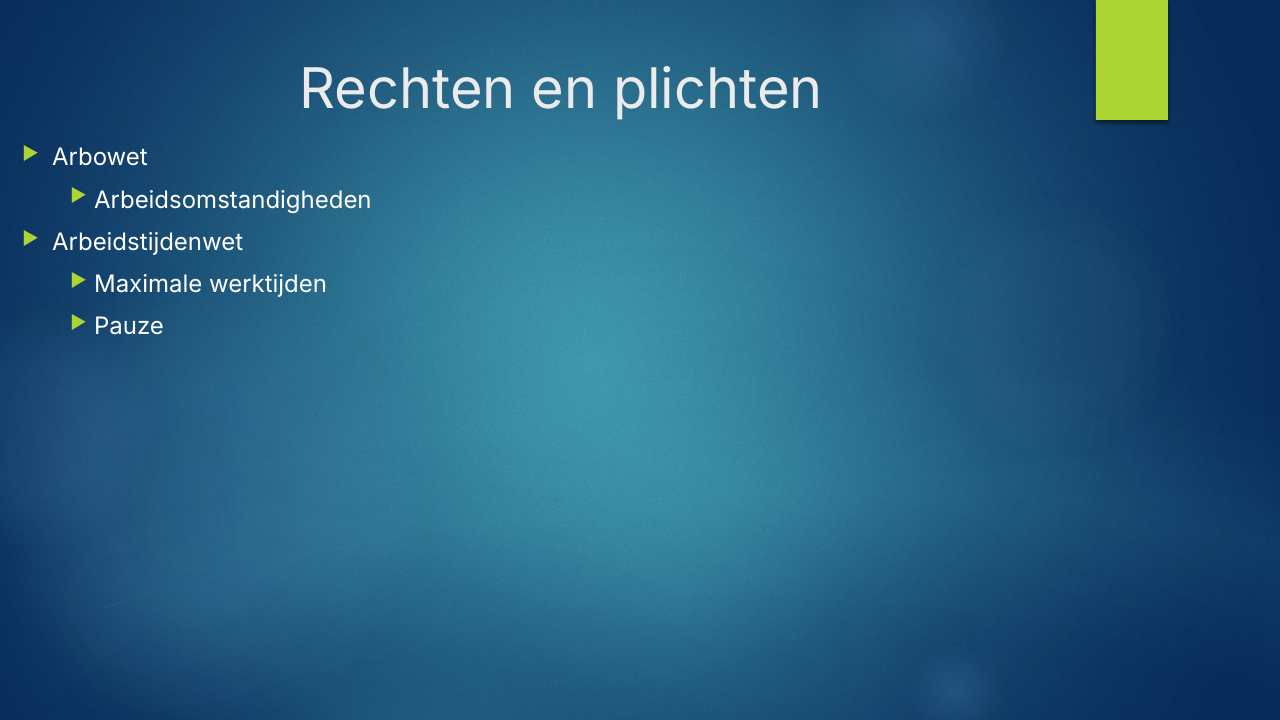 Rechten en plichten
Arbowet
Arbeidsomstandigheden
Arbeidstijdenwet
Maximale werktijden
Pauze